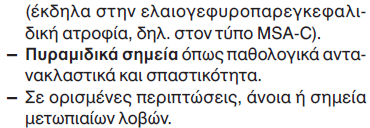 (έκδηλα στην ελαιογεφυροπαρεγκεφαλι-
δική ατροφία, δηλ. στον τύπο MSA-C).
– Πυραμιδικά σημεία όπως παθολογικά αντα-
νακλαστικά και σπαστικότητα.
– Σε ορισμένες περιπτώσεις, άνοια ή σημεία
μετωπιαίων λοβών.